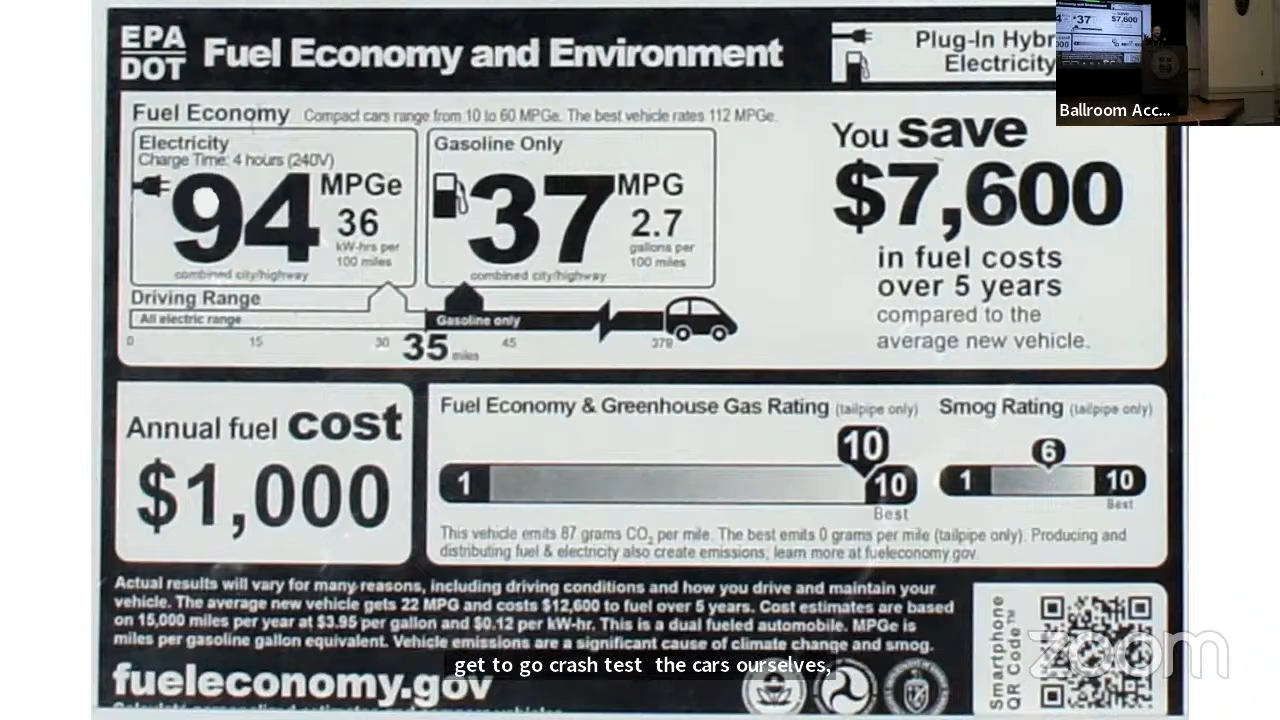 EPA
DOT
Fuel Economy and Environment
Plug-In Hybr
Electricity
Ballroom Acc...
Fuel Economy Compact cars range from 10 to 60 MPGe. The best vehicle rates 112 MPGe.
Electricity
Charge Time: 4 hours (240V)
94 MPGe
36
kW-hrs per
100 miles
combined city/highway
Gasoline Only
37 MPG
2.7
gallons per
100 miles
combined city/highway
You save
$7,600
in fuel costs
over 5 years
compared to the
average new vehicle.
Driving Range
All electric range
Gasoline only
0 15 30 35 miles 45 379
Annual fuel cost
$1,000
Fuel Economy & Greenhouse Gas Rating (tailpipe only)
10
1 10
Best
Smog Rating (tailpipe only)
6
1 10
Best
This vehicle emits 87 grams CO2 per mile. The best emits 0 grams per mile (tailpipe only). Producing and
distributing fuel & electricity also create emissions; learn more at fueleconomy.gov.
Actual results will vary for many reasons, including driving conditions and how you drive and maintain your
vehicle. The average new vehicle gets 22 MPG and costs $12,600 to fuel over 5 years. Cost estimates are based
on 15,000 miles per year at $3.95 per gallon and $0.12 per kW-hr. This is a dual fueled automobile. MPGe is
miles per gasoline gallon equivalent. Vehicle emissions are a significant cause of climate change and smog.
get to go crash test the cars ourselves,
fueleconomy.gov
Smartphone
QR Code™
zoom